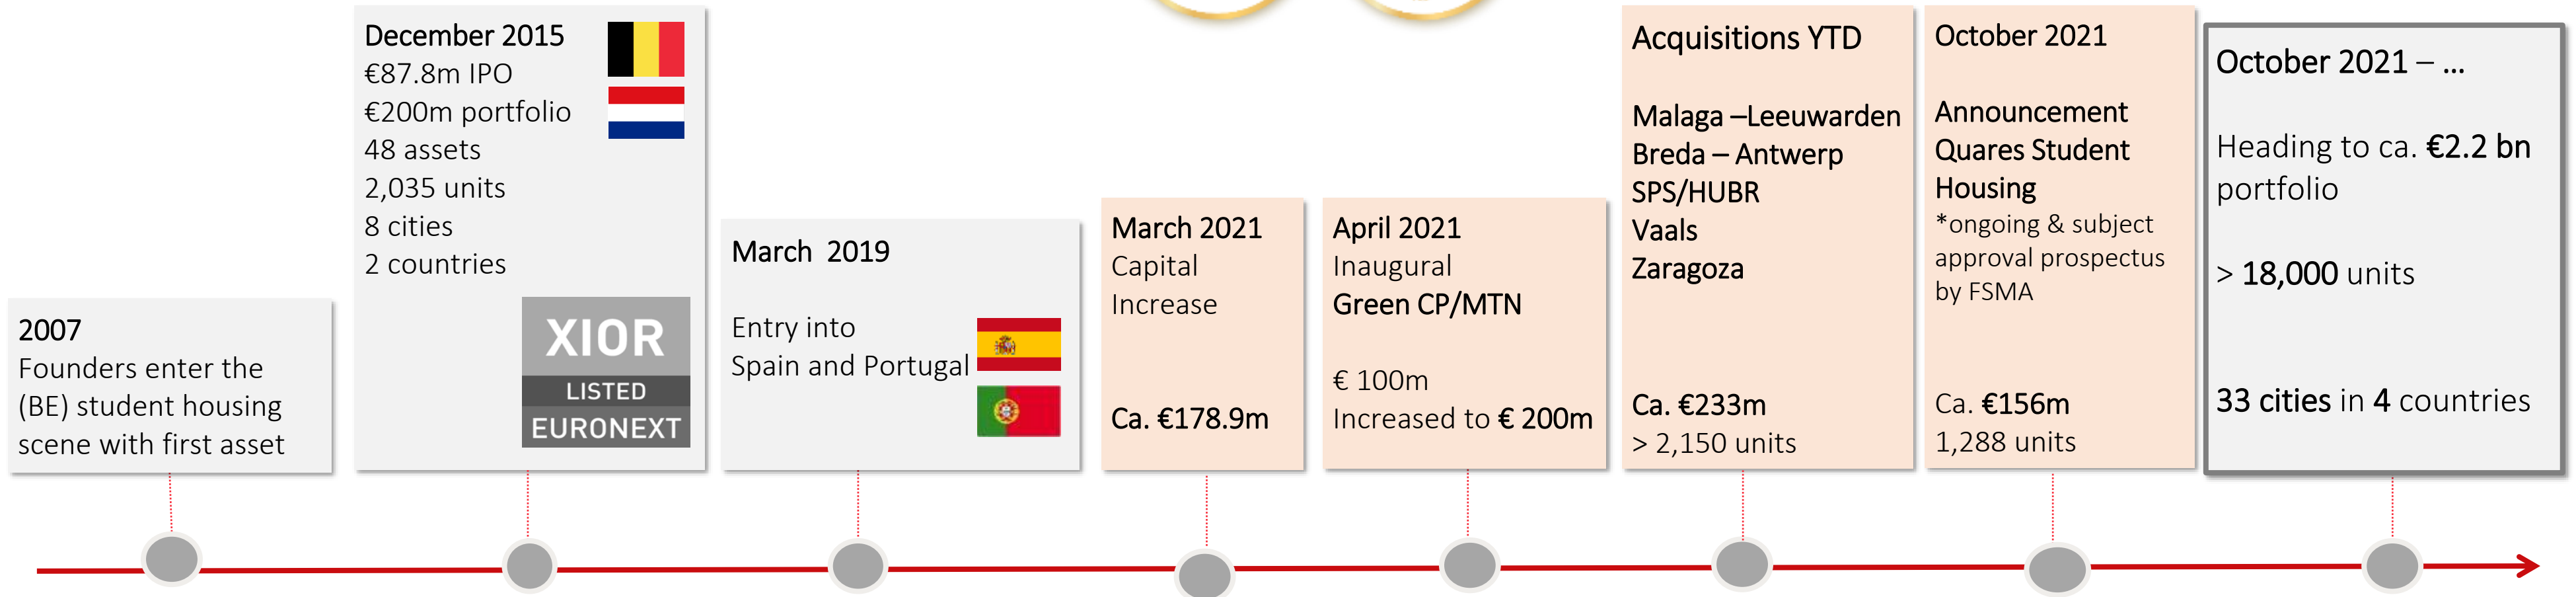 2007
Founders enter the
(BE) student housing
scene with first asset
December 2015
€87.8m IPO
€200m portfolio
48 assets
2,035 units
8 cities
2 countries
XIOR
LISTED
EURONEXT
March 2019
Entry into
Spain and Portugal
March 2021
Capital
Increase
Ca. €178.9m
April 2021
Inaugural
Green CP/MTN
€ 100m
Increased to € 200m
Acquisitions YTD
Malaga –Leeuwarden
Breda – Antwerp
SPS/HUBR
Vaals
Zaragoza
Ca. €233m
> 2,150 units
October 2021
Announcement
Quares Student
Housing
*ongoing & subject
approval prospectus
by FSMA
Ca. €156m
1,288 units
October 2021 – ...
Heading to ca. €2.2 bn
portfolio
> 18,000 units
33 cities in 4 countries